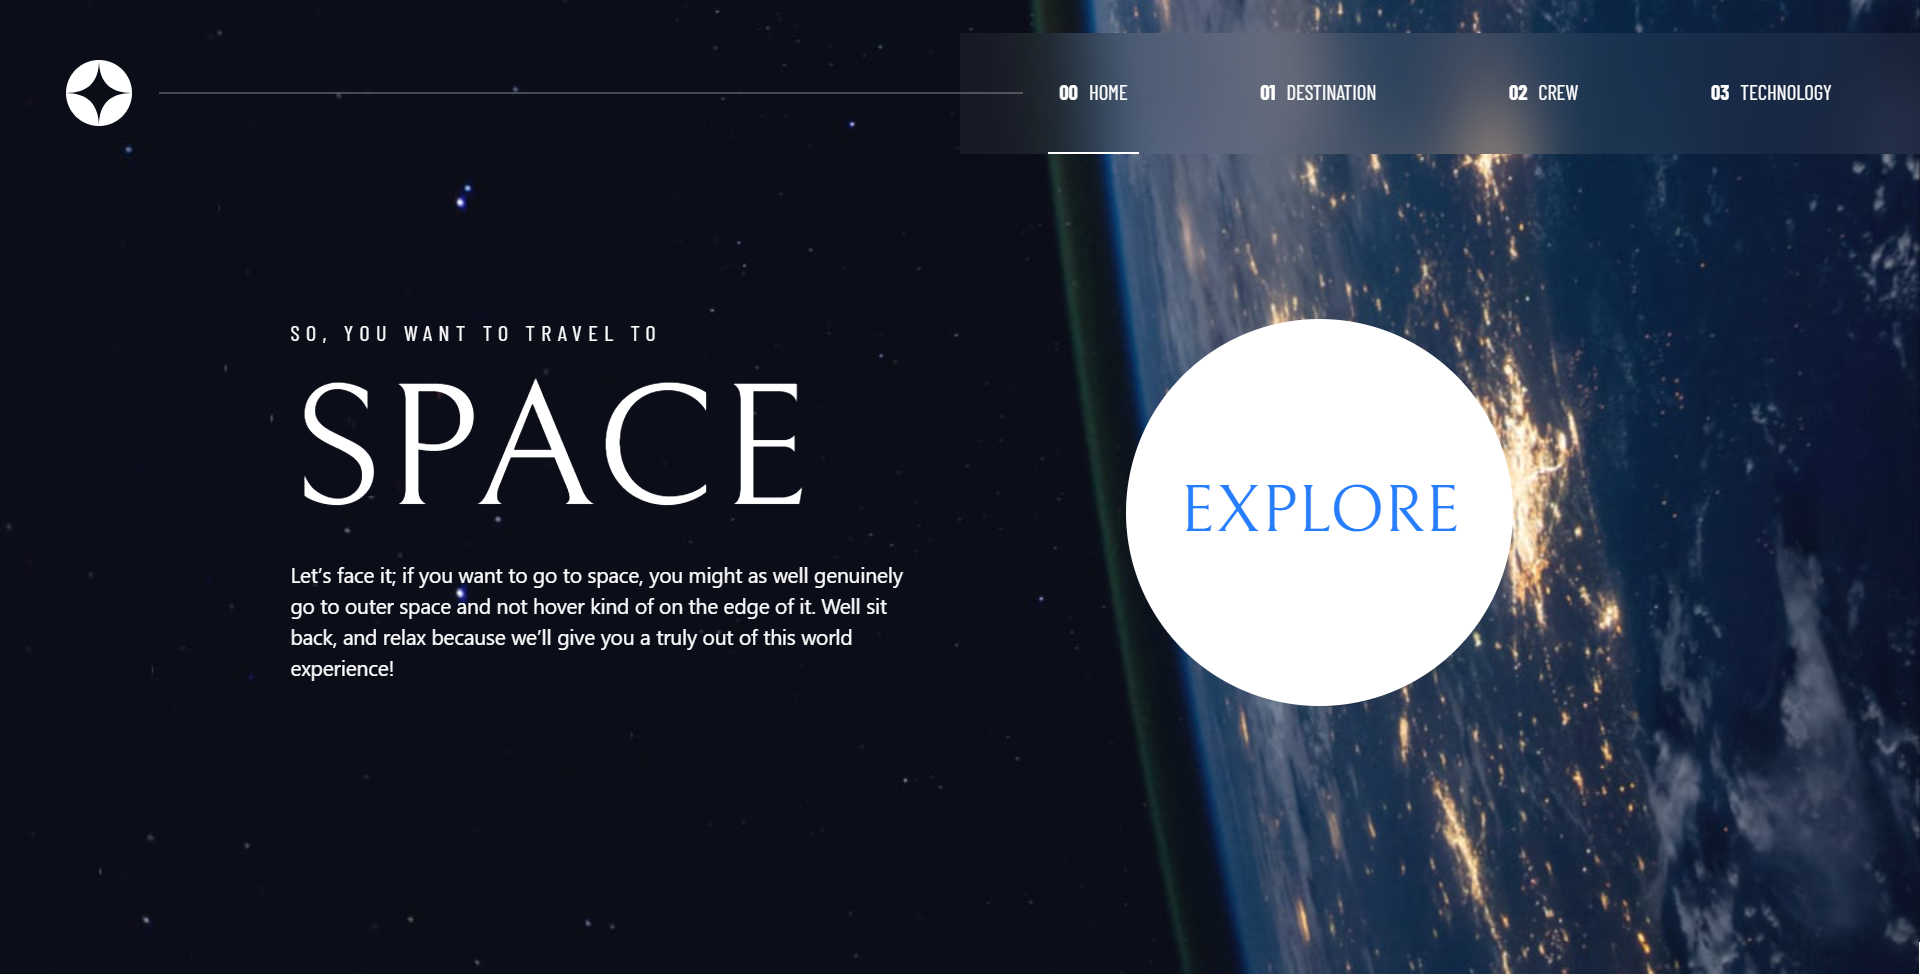 00 HOME 01 DESTINATION 02 CREW 03 TECHNOLOGY
SO, YOU WANT TO TRAVEL TO
SPACE
Let’s face it; if you want to go to space, you might as well genuinely
go to outer space and not hover kind of on the edge of it. Well sit
back, and relax because we’ll give you a truly out of this world
experience!
EXPLORE